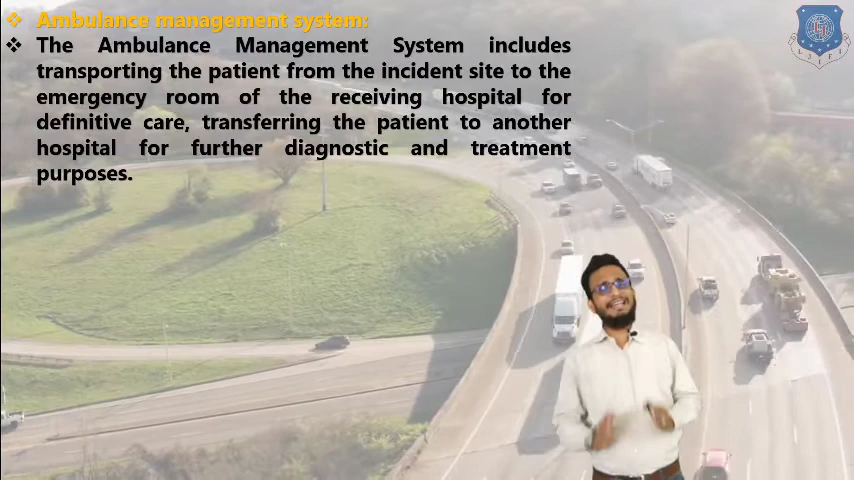 ❖ Ambulance management system:
❖ The Ambulance Management System includes
transporting the patient from the incident site to the
emergency room of the receiving hospital for
definitive care, transferring the patient to another
hospital for further diagnostic and treatment
purposes.